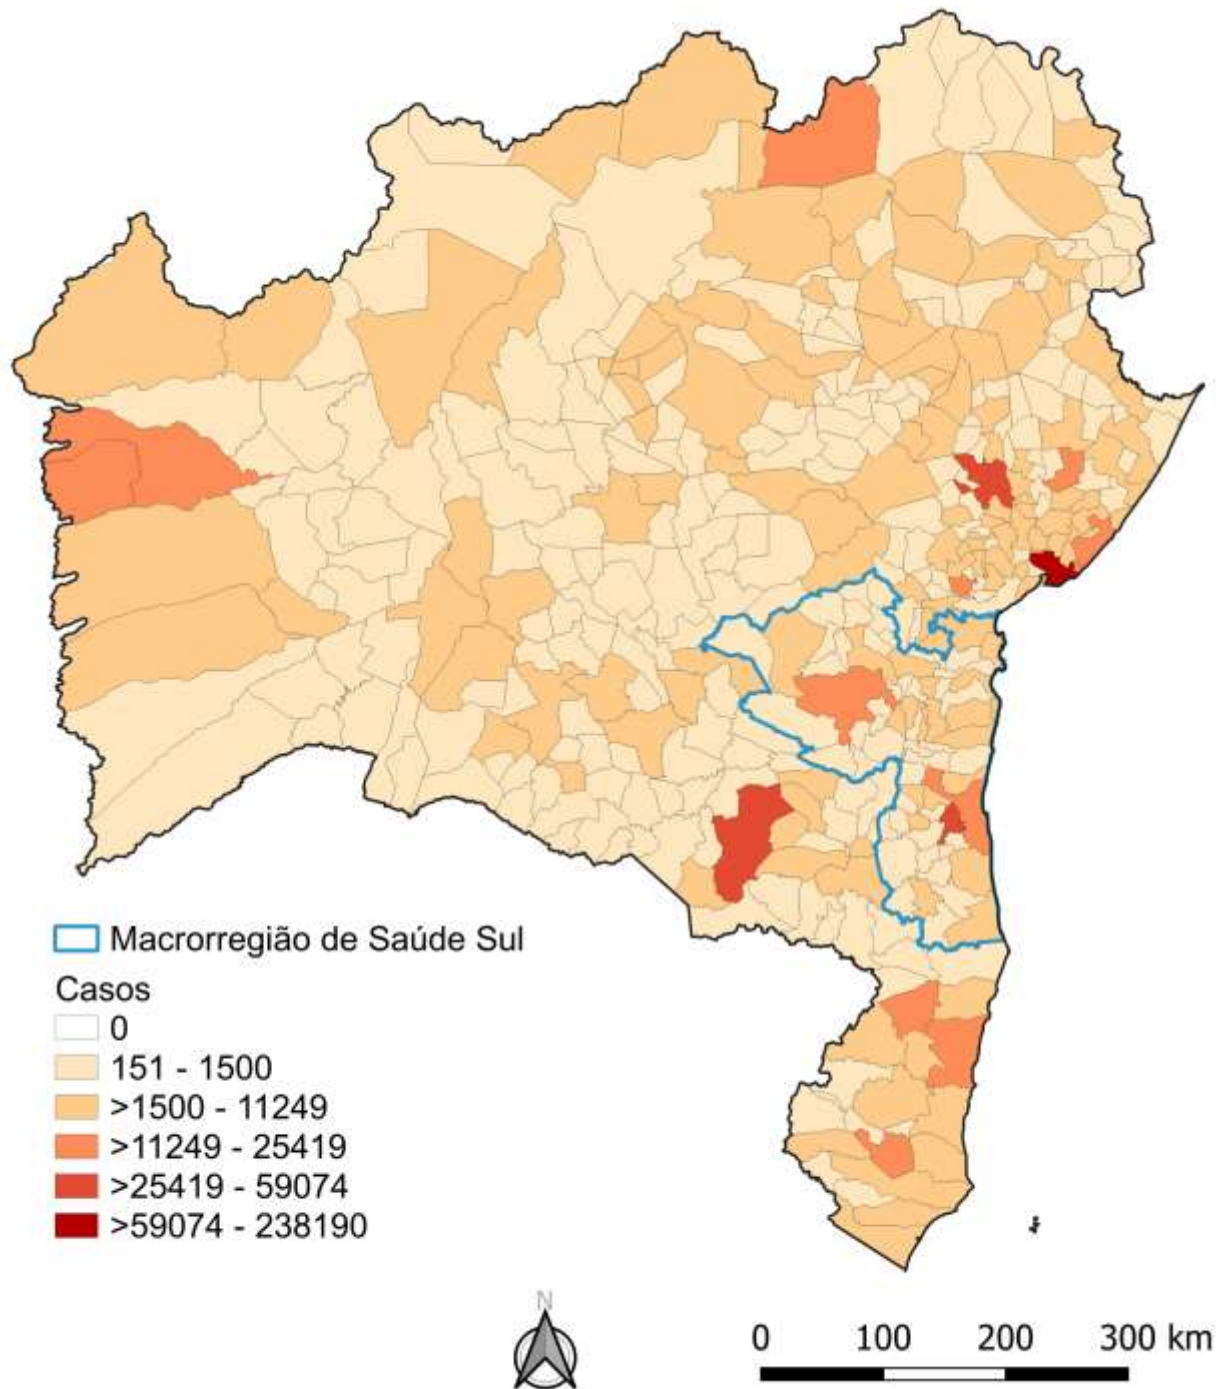 Macrorregião de Saúde Sul
Casos
0
151 - 1500
>1500 - 11249
>11249 - 25419
>25419 - 59074
>59074 - 238190
N
0 100 200 300 km